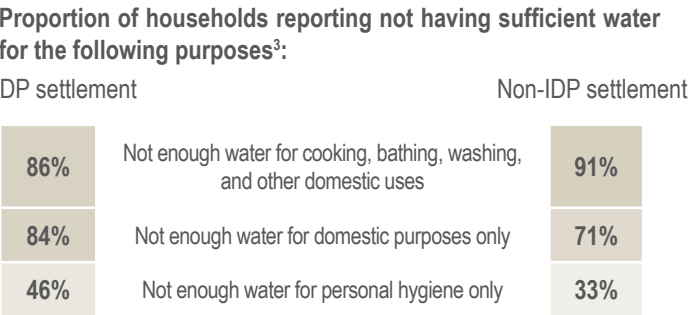 Proportion of households reporting not having sufficient water
for the following purposes³:
DP settlement Non-IDP settlement
86% Not enough water for cooking, bathing, washing,
and other domestic uses 91%
84% Not enough water for domestic purposes only 71%
46% Not enough water for personal hygiene only 33%